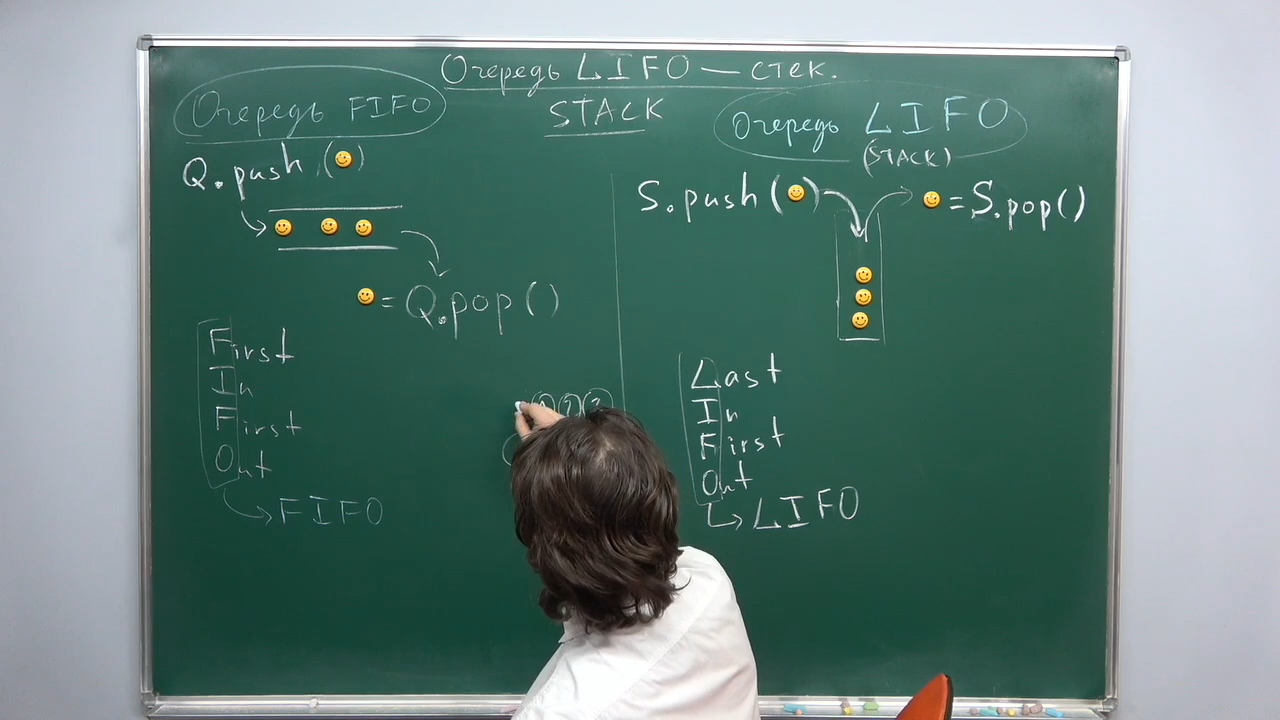 Очередь LIFO — стек.
STACK
Очередь FIFO
Q.push (🙂)
🙂 = Q.pop ()
First
In
First
Out
FIFO
Очередь LIFO
(STACK)
S.push(🙂)
🙂 = S.pop()
Last
In
First
Out
LIFO